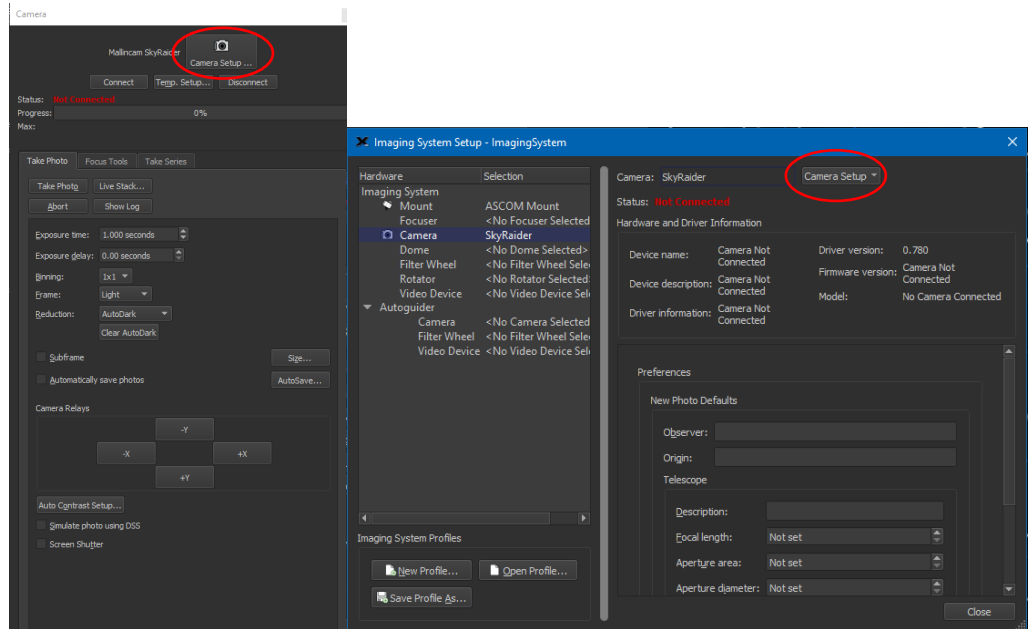 Camera
Mallincam SkyRaider
Camera Setup ...
Connect Temp. Setup... Disconnect
Status: Not Connected
Progress: 0%
Max:
Take Photo Focus Tools Take Series
Take Photo Live Stack...
Abort Show Log
Exposure time: 1.000 seconds
Exposure delay: 0.00 seconds
Binning: 1x1
Frame: Light
Reduction: AutoDark
Clear AutoDark
Subframe Size...
Automatically save photos AutoSave...
Camera Relays
-Y
-X +X
+Y
Auto Contrast Setup...
Simulate photo using DSS
Screen Shutter
Imaging System Setup - ImagingSystem
Hardware Selection
Imaging System
Mount ASCOM Mount
Focuser <No Focuser Selected
Camera SkyRaider
Dome <No Dome Selected>
Filter Wheel <No Filter Wheel Sele
Rotator <No Rotator Selected
Video Device <No Video Device Sel
Autoguider
Camera <No Camera Selected
Filter Wheel <No Filter Wheel Sele
Video Device <No Video Device Sel
Imaging System Profiles
New Profile... Open Profile...
Save Profile As...
Camera: SkyRaider Camera Setup
Status: Not Connected
Hardware and Driver Information
Device name: Camera Not Connected
Device description: Camera Not Connected
Driver information: Camera Not Connected
Driver version: 0.780
Firmware version: Camera Not Connected
Model: No Camera Connected
Preferences
New Photo Defaults
Observer:
Origin:
Telescope
Description:
Focal length: Not set
Aperture area: Not set
Aperture diameter: Not set
Close